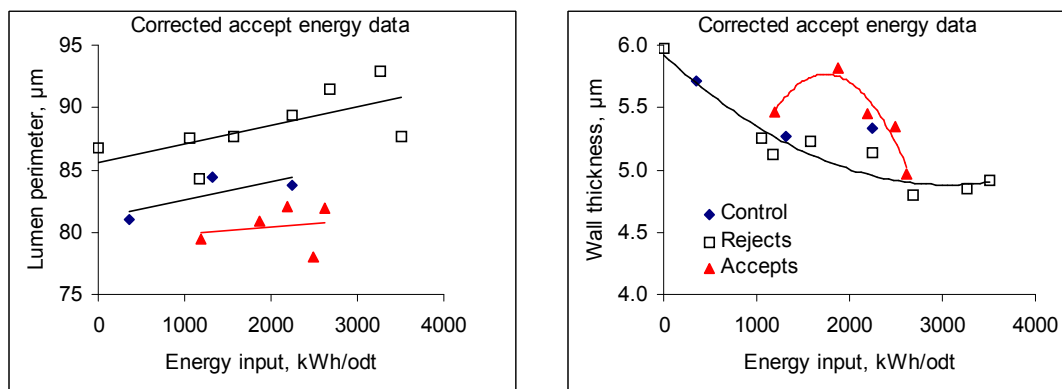 Corrected accept energy data
95
90
85
80
75
0 1000 2000 3000 4000
Lumen perimeter, µm
Energy input, kWh/odt
Corrected accept energy data
6.0
5.5
5.0
4.5
4.0
0 1000 2000 3000 4000
Wall thickness, µm
Energy input, kWh/odt
Control
Rejects
Accepts